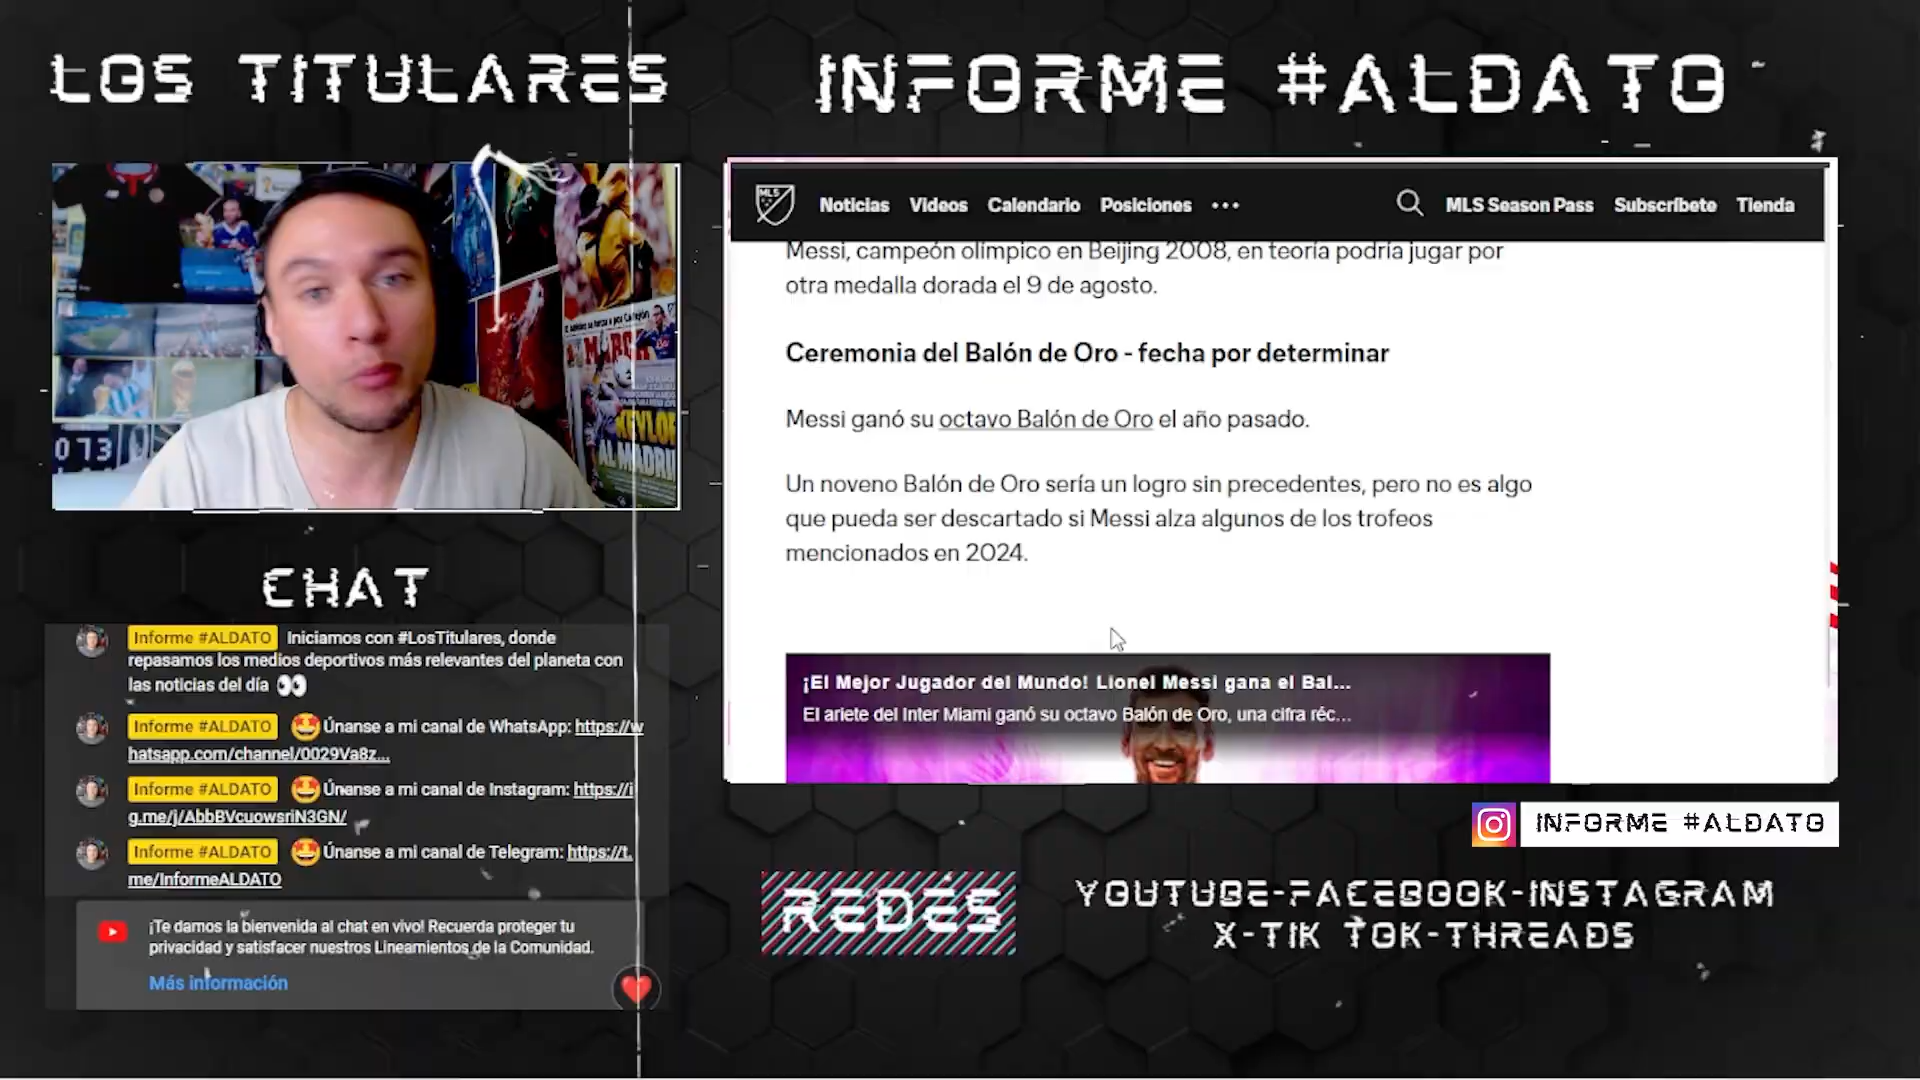 LOS TITULARES
INFORME #ALDATO
MLS
Noticias Videos Calendario Posiciones ••• MLS Season Pass Subscríbete Tienda
Messi, campeón olímpico en Beijing 2008, en teoría podría jugar por
otra medalla dorada el 9 de agosto.
Ceremonia del Balón de Oro - fecha por determinar
Messi ganó su octavo Balón de Oro el año pasado.
Un noveno Balón de Oro sería un logro sin precedentes, pero no es algo
que pueda ser descartado si Messi alza algunos de los trofeos
mencionados en 2024.
¡El Mejor Jugador del Mundo! Lionel Messi gana el Bal...
El ariete del Inter Miami ganó su octavo Balón de Oro, una cifra réc...
MARCA
KEYLOR
AL MADRI
073
CHAT
Informe #ALDATO Iniciamos con #LosTitulares, donde
repasamos los medios deportivos más relevantes del planeta con
las noticias del día 👀
Informe #ALDATO 🤩Únanse a mi canal de WhatsApp: https://w
hatsapp.com/channel/0029Va8z...
Informe #ALDATO 🤩Únanse a mi canal de Instagram: https://i
g.me/j/AbbBVcuowsriN3GN/
Informe #ALDATO 🤩Únanse a mi canal de Telegram: https://t.
me/InformeALDATO
¡Te damos la bienvenida al chat en vivo! Recuerda proteger tu
privacidad y satisfacer nuestros Lineamientos de la Comunidad.
Más información
INFORME #ALDATO
REDES
YOUTUBE-FACEBOOK-INSTAGRAM
X-TIK TOK-THREADS